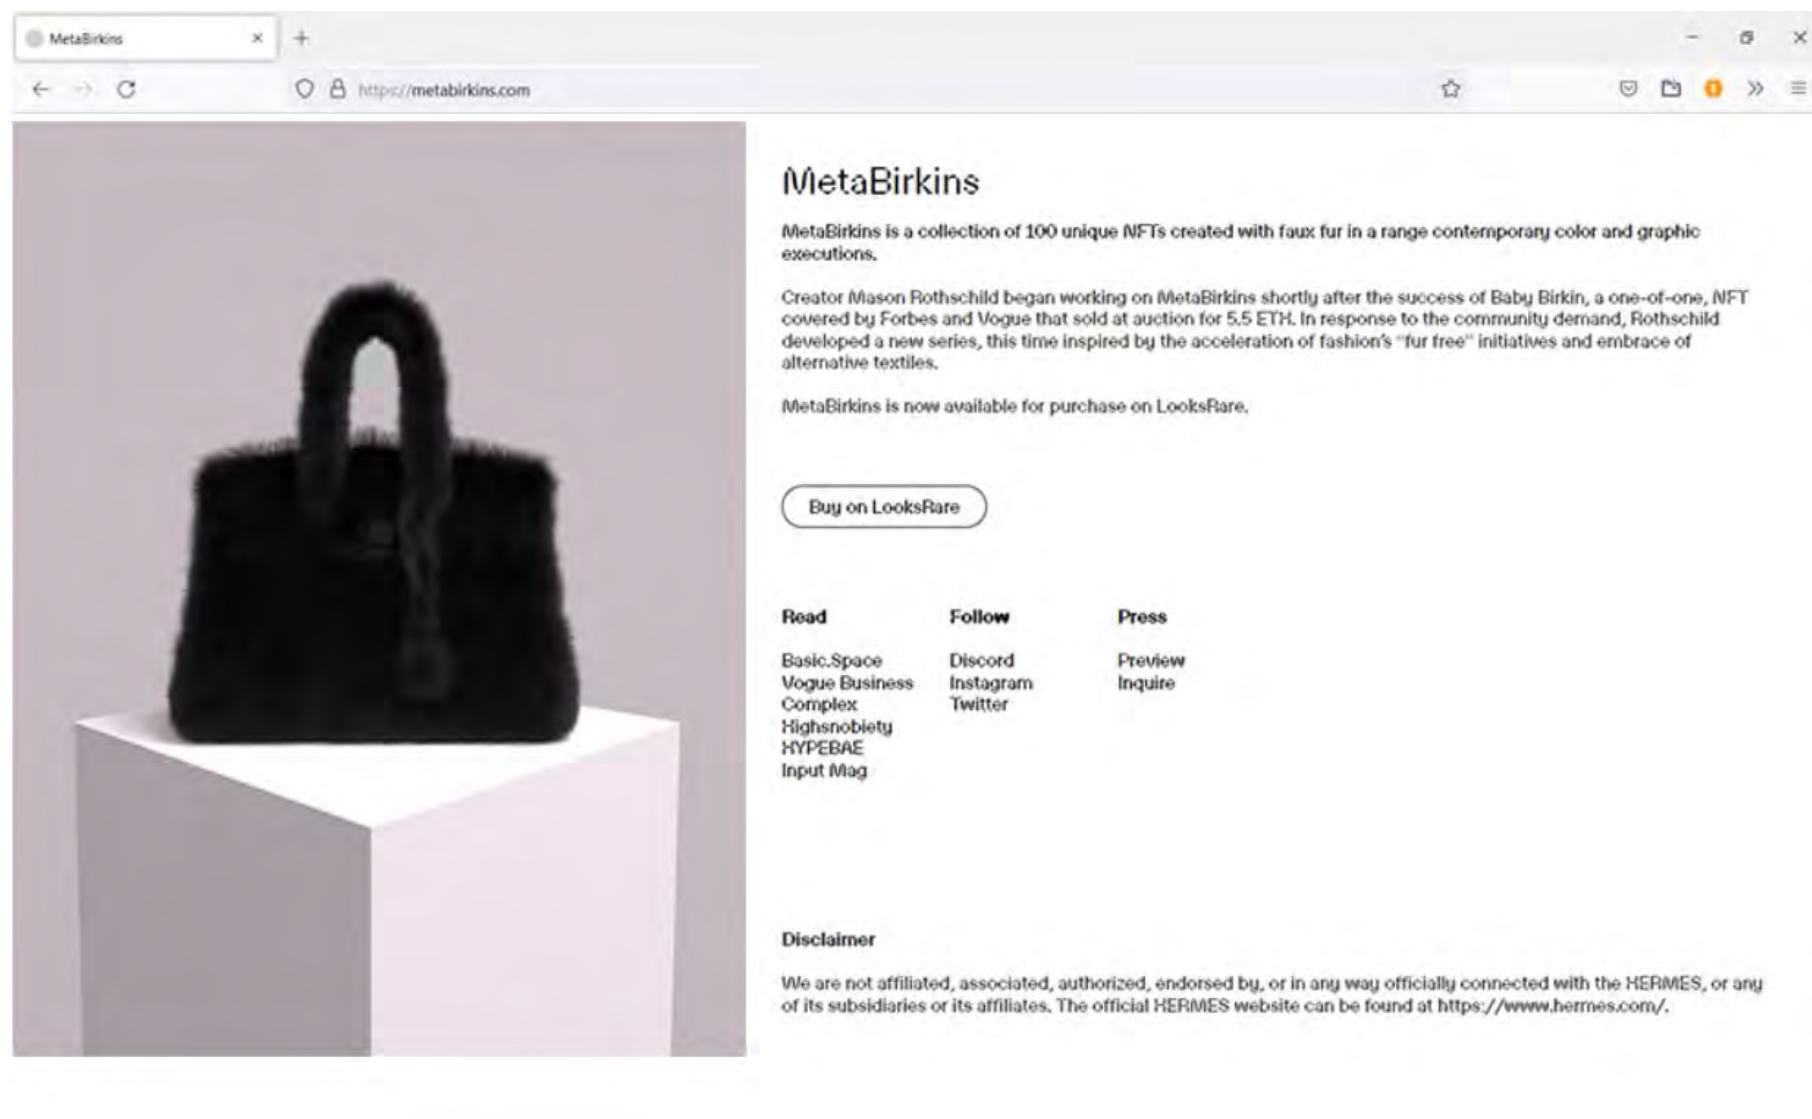 MetaBirkins
https://metabirkins.com
MetaBirkins
MetaBirkins is a collection of 100 unique NFTs created with faux fur in a range contemporary color and graphic
executions.
Creator Mason Rothschild began working on MetaBirkins shortly after the success of Baby Birkin, a one-of-one, NFT
covered by Forbes and Vogue that sold at auction for 5.5 ETH. In response to the community demand, Rothschild
developed a new series, this time inspired by the acceleration of fashion's "fur free" initiatives and embrace of
alternative textiles.
MetaBirkins is now available for purchase on LooksRare.
Buy on LooksRare
Read
Basic.Space
Vogue Business
Complex
Highsnobiety
HYPEBAE
Input Mag
Follow
Discord
Instagram
Twitter
Press
Preview
Inquire
Disclaimer
We are not affiliated, associated, authorized, endorsed by, or in any way officially connected with the HERMES, or any
of its subsidiaries or its affiliates. The official HERMES website can be found at https://www.hermes.com/.